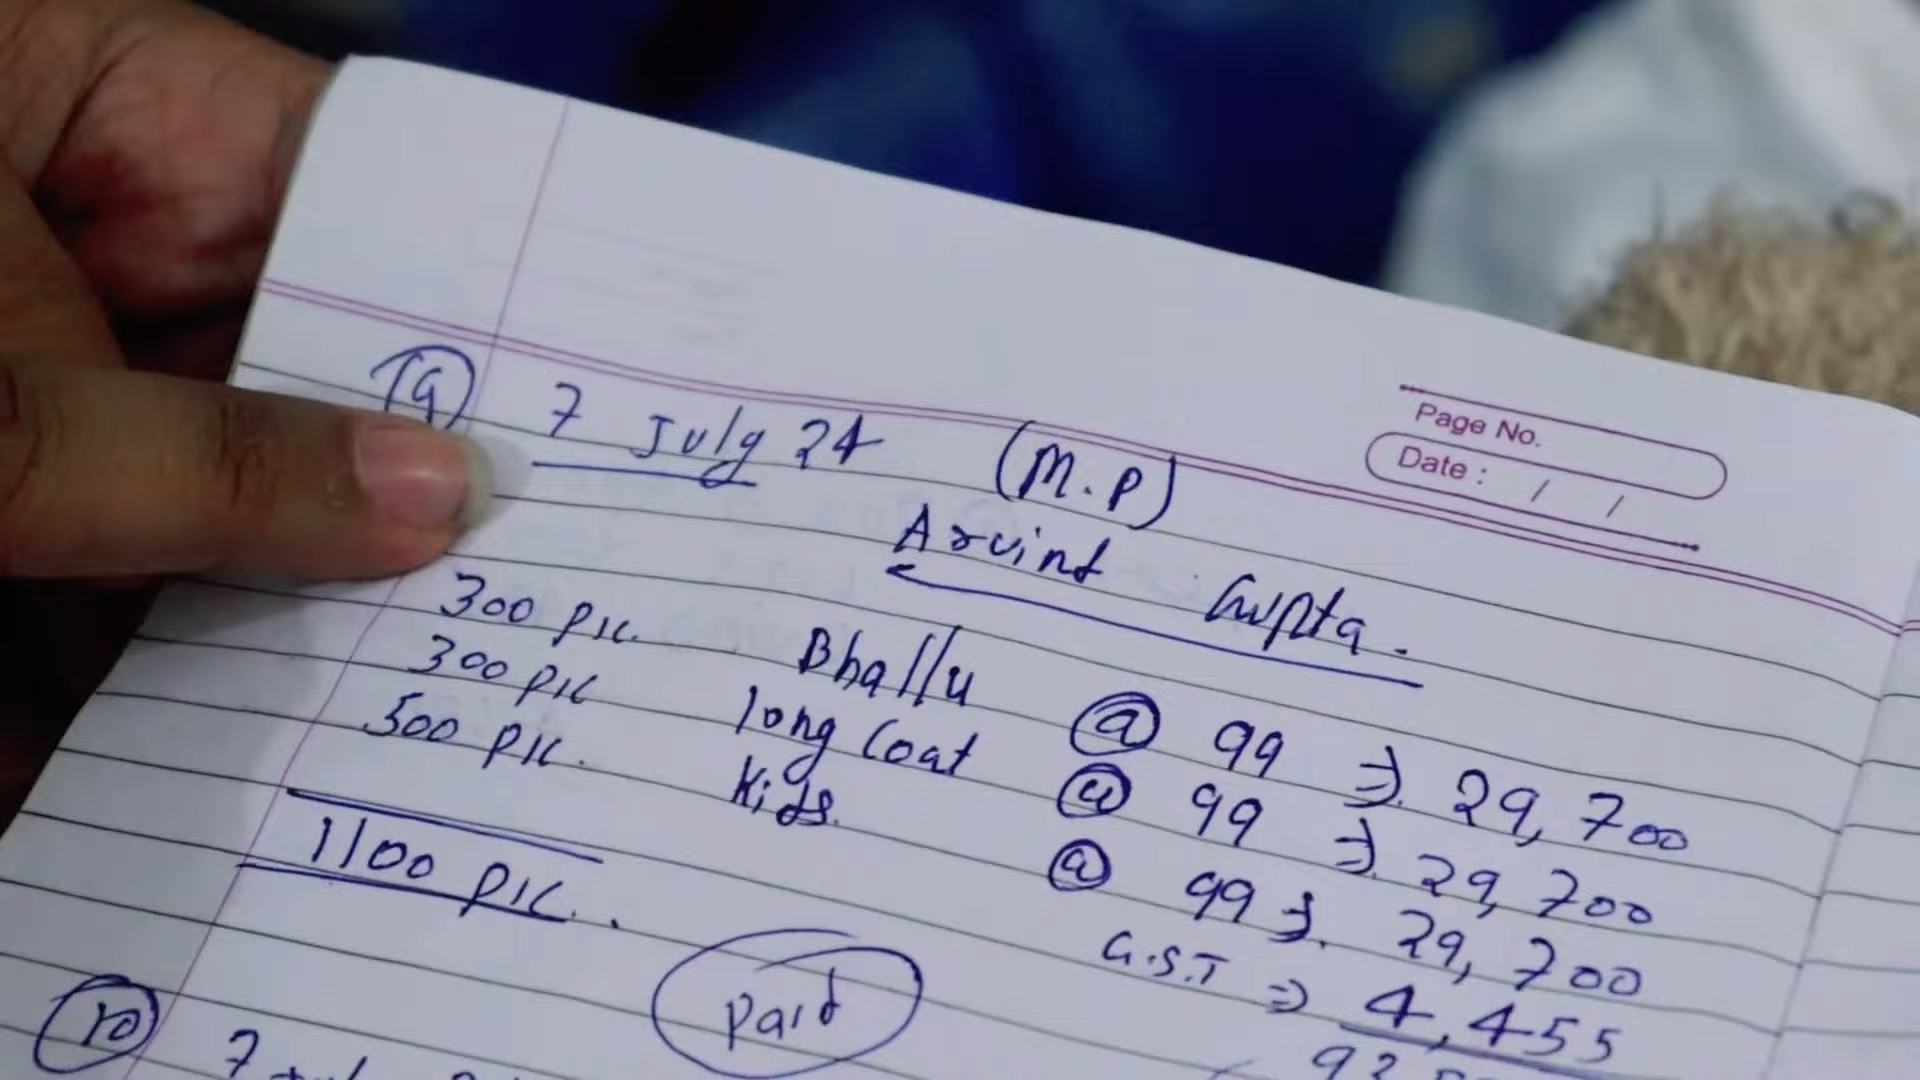 Page No.
Date : / /
9 7 July 24 (M.P)
Arvind Gupta.
300 pic. Bhallu @ 99 => 29,700
300 pic long Coat @ 99 => 29,700
500 pic. Kids. @ 99 => 29,700
1100 pic..
G.S.T => 4,455
Paid
10 7